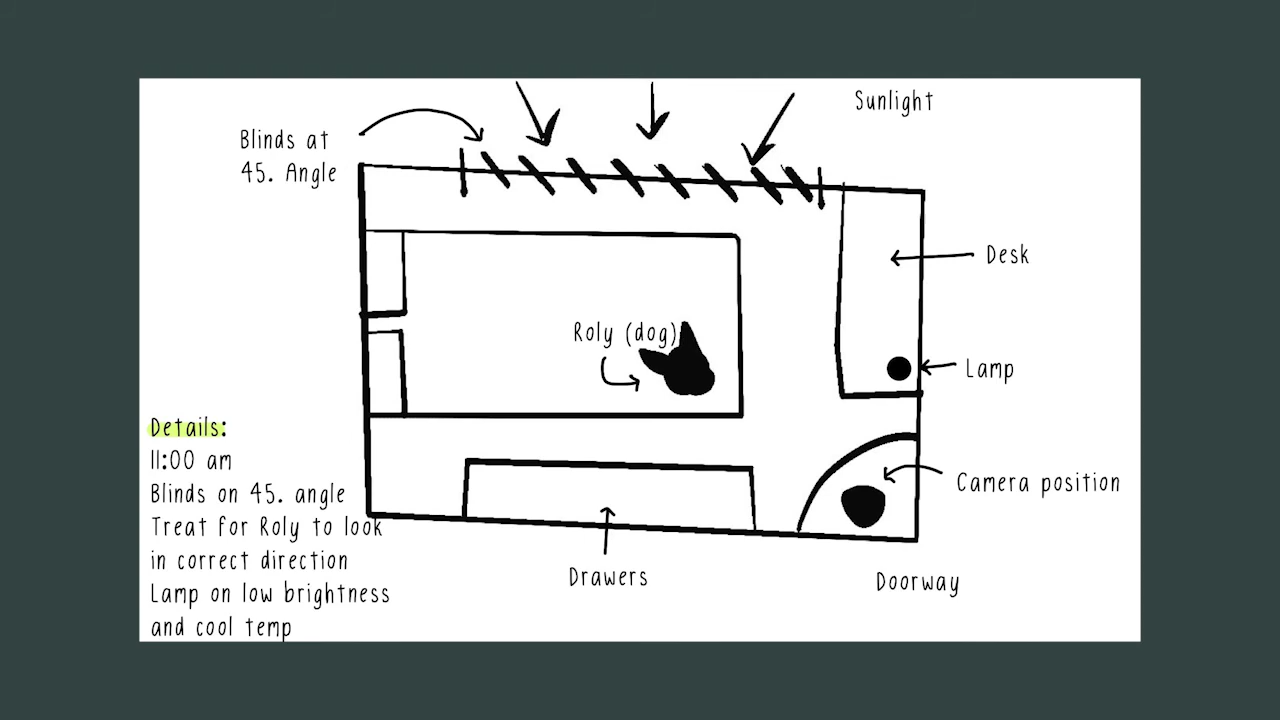 Sunlight
Blinds at
45. Angle
Desk
Roly (dog)
Lamp
Details:
11:00 am
Blinds on 45. angle
Treat for Roly to look
in correct direction
Lamp on low brightness
and cool temp
Camera position
Drawers
Doorway